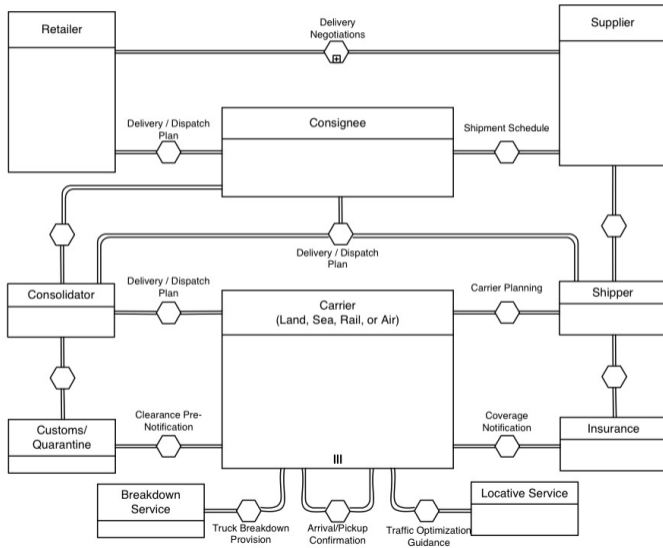 Retailer
Delivery
Negotiations
Supplier
Delivery / Dispatch
Plan
Consignee
Shipment Schedule
Delivery / Dispatch
Plan
Consolidator
Delivery / Dispatch
Plan
Carrier
(Land, Sea, Rail, or Air)
Carrier Planning
Shipper
Customs/
Quarantine
Clearance Pre-
Notification
Coverage
Notification
Insurance
Breakdown
Service
Truck Breakdown
Provision
Arrival/Pickup
Confirmation
Traffic Optimization
Guidance
Locative Service